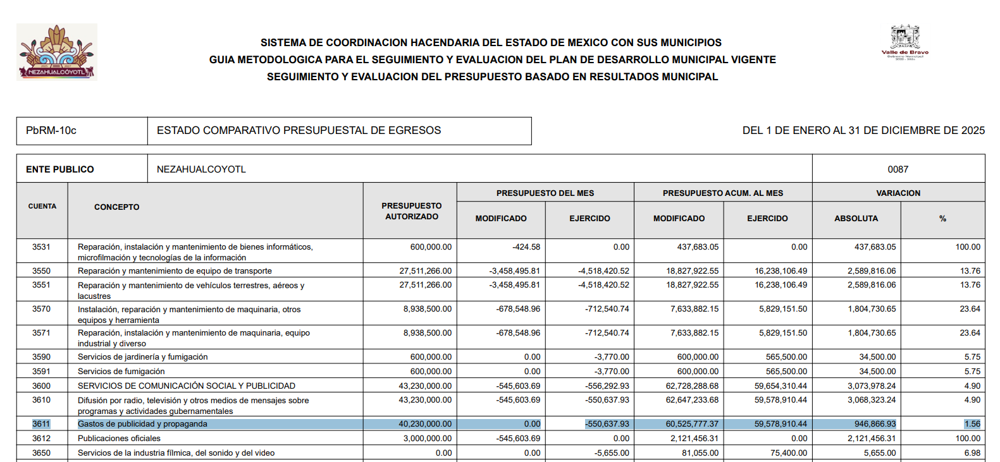 NEZAHUALCOYOTL
Valle de Bravo
SISTEMA DE COORDINACION HACENDARIA DEL ESTADO DE MEXICO CON SUS MUNICIPIOS
GUIA METODOLOGICA PARA EL SEGUIMIENTO Y EVALUACION DEL PLAN DE DESARROLLO MUNICIPAL VIGENTE
SEGUIMIENTO Y EVALUACION DEL PRESUPUESTO BASADO EN RESULTADOS MUNICIPAL
PbRM-10c ESTADO COMPARATIVO PRESUPUESTAL DE EGRESOS DEL 1 DE ENERO AL 31 DE DICIEMBRE DE 2025
ENTE PUBLICO NEZAHUALCOYOTL 0087
CUENTA CONCEPTO PRESUPUESTO AUTORIZADO PRESUPUESTO DEL MES PRESUPUESTO ACUM. AL MES VARIACION
MODIFICADO EJERCIDO MODIFICADO EJERCIDO ABSOLUTA %
3531 Reparación, instalación y mantenimiento de bienes informáticos, 600,000.00 -424.58 0.00 437,683.05 0.00 437,683.05 100.00
microfilmación y tecnologías de la información
3550 Reparación y mantenimiento de equipo de transporte 27,511,266.00 -3,458,495.81 -4,518,420.52 18,827,922.55 16,238,106.49 2,589,816.06 13.76
3551 Reparación y mantenimiento de vehículos terrestres, aéreos y 27,511,266.00 -3,458,495.81 -4,518,420.52 18,827,922.55 16,238,106.49 2,589,816.06 13.76
lacustres
3570 Instalación, reparación y mantenimiento de maquinaria, otros 8,938,500.00 -678,548.96 -712,540.74 7,633,882.15 5,829,151.50 1,804,730.65 23.64
equipos y herramienta
3571 Reparación, instalación y mantenimiento de maquinaria, equipo 8,938,500.00 -678,548.96 -712,540.74 7,633,882.15 5,829,151.50 1,804,730.65 23.64
industrial y diverso
3590 Servicios de jardinería y fumigación 600,000.00 0.00 -3,770.00 600,000.00 565,500.00 34,500.00 5.75
3591 Servicios de fumigación 600,000.00 0.00 -3,770.00 600,000.00 565,500.00 34,500.00 5.75
3600 SERVICIOS DE COMUNICACIÓN SOCIAL Y PUBLICIDAD 43,230,000.00 -545,603.69 -556,292.93 62,728,288.68 59,654,310.44 3,073,978.24 4.90
3610 Difusión por radio, televisión y otros medios de mensajes sobre 43,230,000.00 -545,603.69 -550,637.93 62,647,233.68 59,578,910.44 3,068,323.24 4.90
programas y actividades gubernamentales
3611 Gastos de publicidad y propaganda 40,230,000.00 0.00 -550,637.93 60,525,777.37 59,578,910.44 946,866.93 1.56
3612 Publicaciones oficiales 3,000,000.00 -545,603.69 0.00 2,121,456.31 0.00 2,121,456.31 100.00
3650 Servicios de la industria fílmica, del sonido y del video 0.00 0.00 -5,655.00 81,055.00 75,400.00 5,655.00 6.98